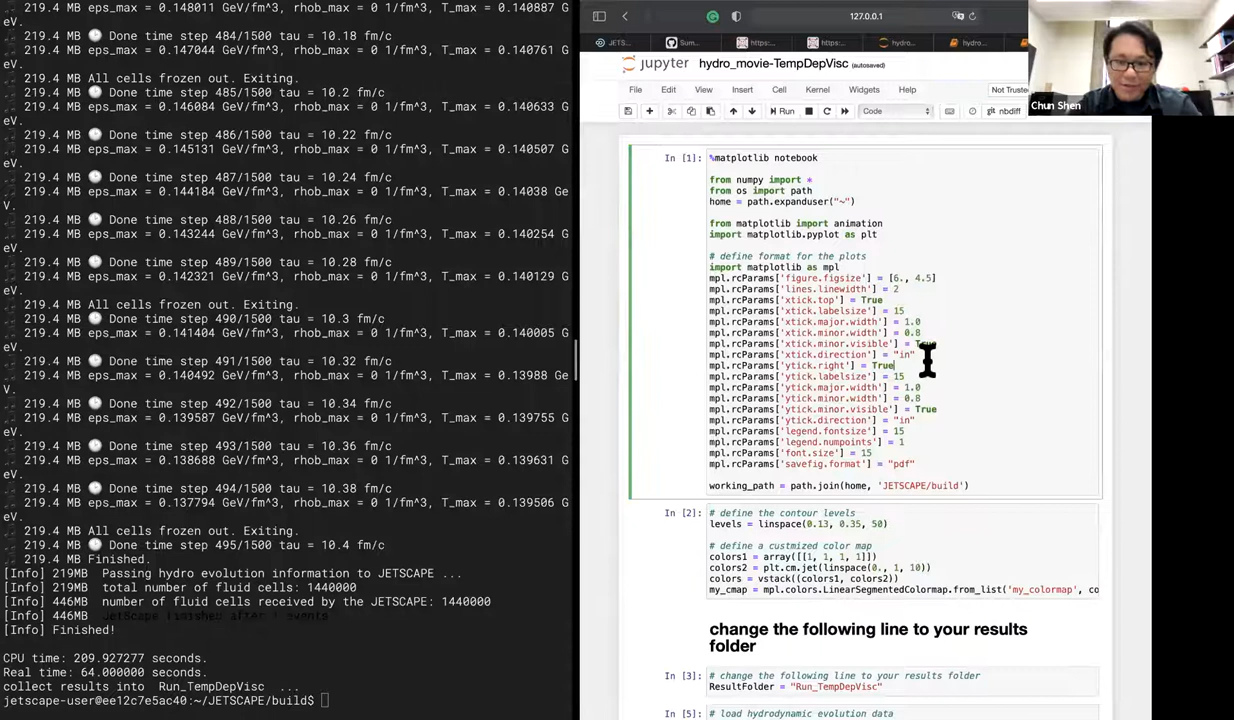 219.4 MB eps_max = 0.148011 GeV/fm^3, rhob_max = 0 1/fm^3, T_max = 0.140887 G
eV.
219.4 MB Done time step 484/1500 tau = 10.18 fm/c
219.4 MB eps_max = 0.147044 GeV/fm^3, rhob_max = 0 1/fm^3, T_max = 0.140761 G
eV.
219.4 MB All cells frozen out. Exiting.
219.4 MB Done time step 485/1500 tau = 10.2 fm/c
219.4 MB eps_max = 0.146084 GeV/fm^3, rhob_max = 0 1/fm^3, T_max = 0.140633 G
eV.
219.4 MB Done time step 486/1500 tau = 10.22 fm/c
219.4 MB eps_max = 0.145131 GeV/fm^3, rhob_max = 0 1/fm^3, T_max = 0.140507 G
eV.
219.4 MB Done time step 487/1500 tau = 10.24 fm/c
219.4 MB eps_max = 0.144184 GeV/fm^3, rhob_max = 0 1/fm^3, T_max = 0.14038 Ge
V.
219.4 MB Done time step 488/1500 tau = 10.26 fm/c
219.4 MB eps_max = 0.143244 GeV/fm^3, rhob_max = 0 1/fm^3, T_max = 0.140254 G
eV.
219.4 MB Done time step 489/1500 tau = 10.28 fm/c
219.4 MB eps_max = 0.142321 GeV/fm^3, rhob_max = 0 1/fm^3, T_max = 0.140129 G
eV.
219.4 MB All cells frozen out. Exiting.
219.4 MB Done time step 490/1500 tau = 10.3 fm/c
219.4 MB eps_max = 0.141494 GeV/fm^3, rhob_max = 0 1/fm^3, T_max = 0.140005 G
eV.
219.4 MB Done time step 491/1500 tau = 10.32 fm/c
219.4 MB eps_max = 0.140492 GeV/fm^3, rhob_max = 0 1/fm^3, T_max = 0.13988 Ge
V.
219.4 MB Done time step 492/1500 tau = 10.34 fm/c
219.4 MB eps_max = 0.139587 GeV/fm^3, rhob_max = 0 1/fm^3, T_max = 0.139755 G
eV.
219.4 MB Done time step 493/1500 tau = 10.36 fm/c
219.4 MB eps_max = 0.138688 GeV/fm^3, rhob_max = 0 1/fm^3, T_max = 0.139631 G
eV.
219.4 MB Done time step 494/1500 tau = 10.38 fm/c
219.4 MB eps_max = 0.137794 GeV/fm^3, rhob_max = 0 1/fm^3, T_max = 0.139506 G
eV.
219.4 MB All cells frozen out. Exiting.
219.4 MB Done time step 495/1500 tau = 10.4 fm/c
219.4 MB Finished.
[Info] 219MB Passing hydro evolution information to JETSCAPE ...
[Info] 219MB total number of fluid cells: 1440000
[Info] 446MB number of fluid cells received by the JETSCAPE: 1440000
[Info] 446MB JetScape finished after 1 events
[Info] Finished!
CPU time: 209.927277 seconds.
Real time: 64.000000 seconds.
collect results into Run_TempDepVisc ...
jetscape-user@ee12c7e5ac40:~/JETSCAPE/build$
127.0.0.1
JETS...
Sum...
https:...
https:...
hydro...
hydro...
jupyter hydro_movie-TempDepVisc (autosaved)
File Edit View Insert Cell Kernel Widgets Help Not Truste
Run Code nbdiff
Chun Shen
In [1]: %matplotlib notebook
from numpy import *
from os import path
home = path.expanduser("~")
from matplotlib import animation
import matplotlib.pyplot as plt
# define format for the plots
import matplotlib as mpl
mpl.rcParams['figure.figsize'] = [6., 4.5]
mpl.rcParams['lines.linewidth'] = 2
mpl.rcParams['xtick.top'] = True
mpl.rcParams['xtick.labelsize'] = 15
mpl.rcParams['xtick.major.width'] = 1.0
mpl.rcParams['xtick.minor.width'] = 0.8
mpl.rcParams['xtick.minor.visible'] = True
mpl.rcParams['xtick.direction'] = "in"
mpl.rcParams['ytick.right'] = True
mpl.rcParams['ytick.labelsize'] = 15
mpl.rcParams['ytick.major.width'] = 1.0
mpl.rcParams['ytick.minor.width'] = 0.8
mpl.rcParams['ytick.minor.visible'] = True
mpl.rcParams['ytick.direction'] = "in"
mpl.rcParams['legend.fontsize'] = 15
mpl.rcParams['legend.numpoints'] = 1
mpl.rcParams['font.size'] = 15
mpl.rcParams['savefig.format'] = "pdf"
working_path = path.join(home, 'JETSCAPE/build')
In [2]: # define the contour levels
levels = linspace(0.13, 0.35, 50)
# define a custmized color map
colors1 = array([[1, 1, 1, 1]])
colors2 = plt.cm.jet(linspace(0., 1, 10))
colors = vstack((colors1, colors2))
my_cmap = mpl.colors.LinearSegmentedColormap.from_list('my_colormap', co
change the following line to your results
folder
In [3]: # change the following line to your results folder
ResultFolder = "Run_TempDepVisc"
In [5]: # load hydrodynamic evolution data